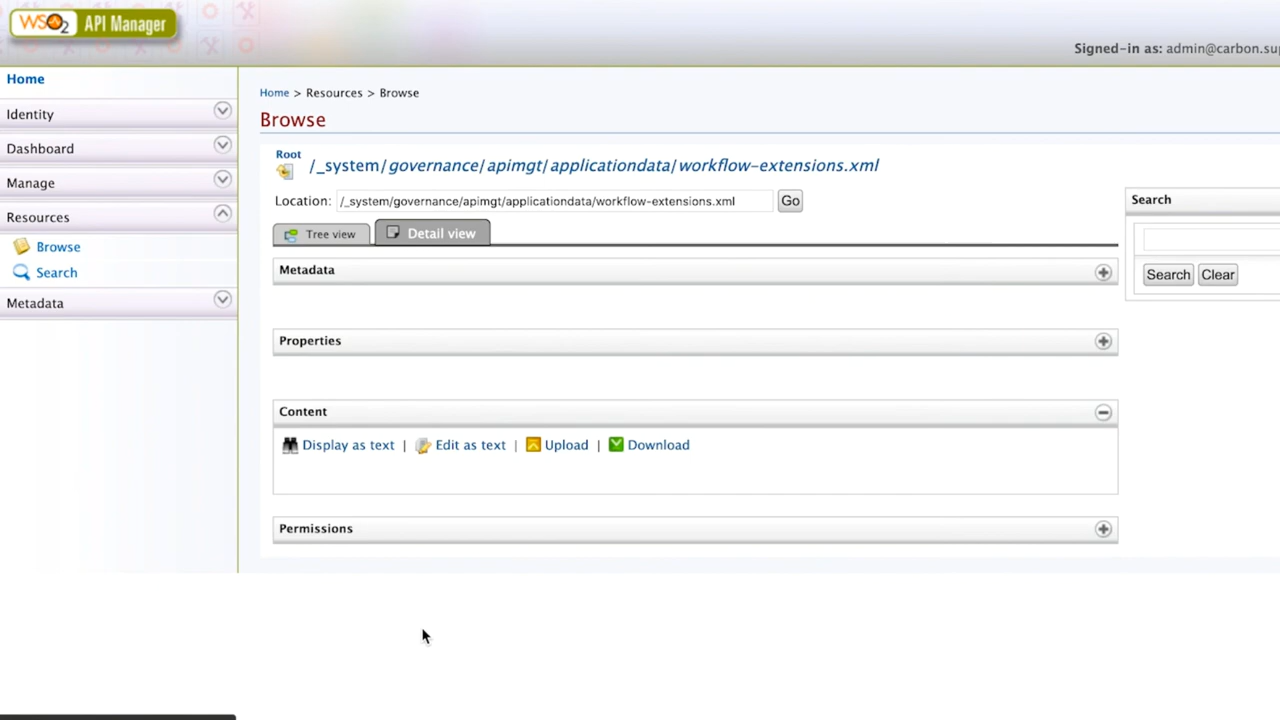 WSO2 API Manager
Signed-in as: admin@carbon.su
Home
Identity
Dashboard
Manage
Resources
Browse
Search
Metadata
Home > Resources > Browse
Browse
Root
/_system/governance/apimgt/applicationdata/workflow-extensions.xml
Location: /_system/governance/apimgt/applicationdata/workflow-extensions.xml Go
Tree view Detail view
Metadata
Properties
Content
Display as text | Edit as text | Upload | Download
Permissions
Search
Search Clear